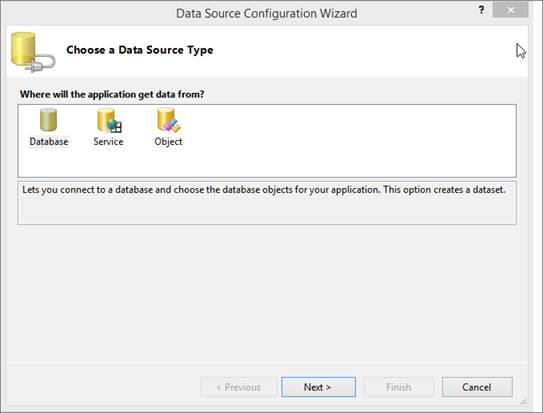 Data Source Configuration Wizard
?
Choose a Data Source Type
Where will the application get data from?
Database Service Object
Lets you connect to a database and choose the database objects for your application. This option creates a dataset.
< Previous Next > Finish Cancel